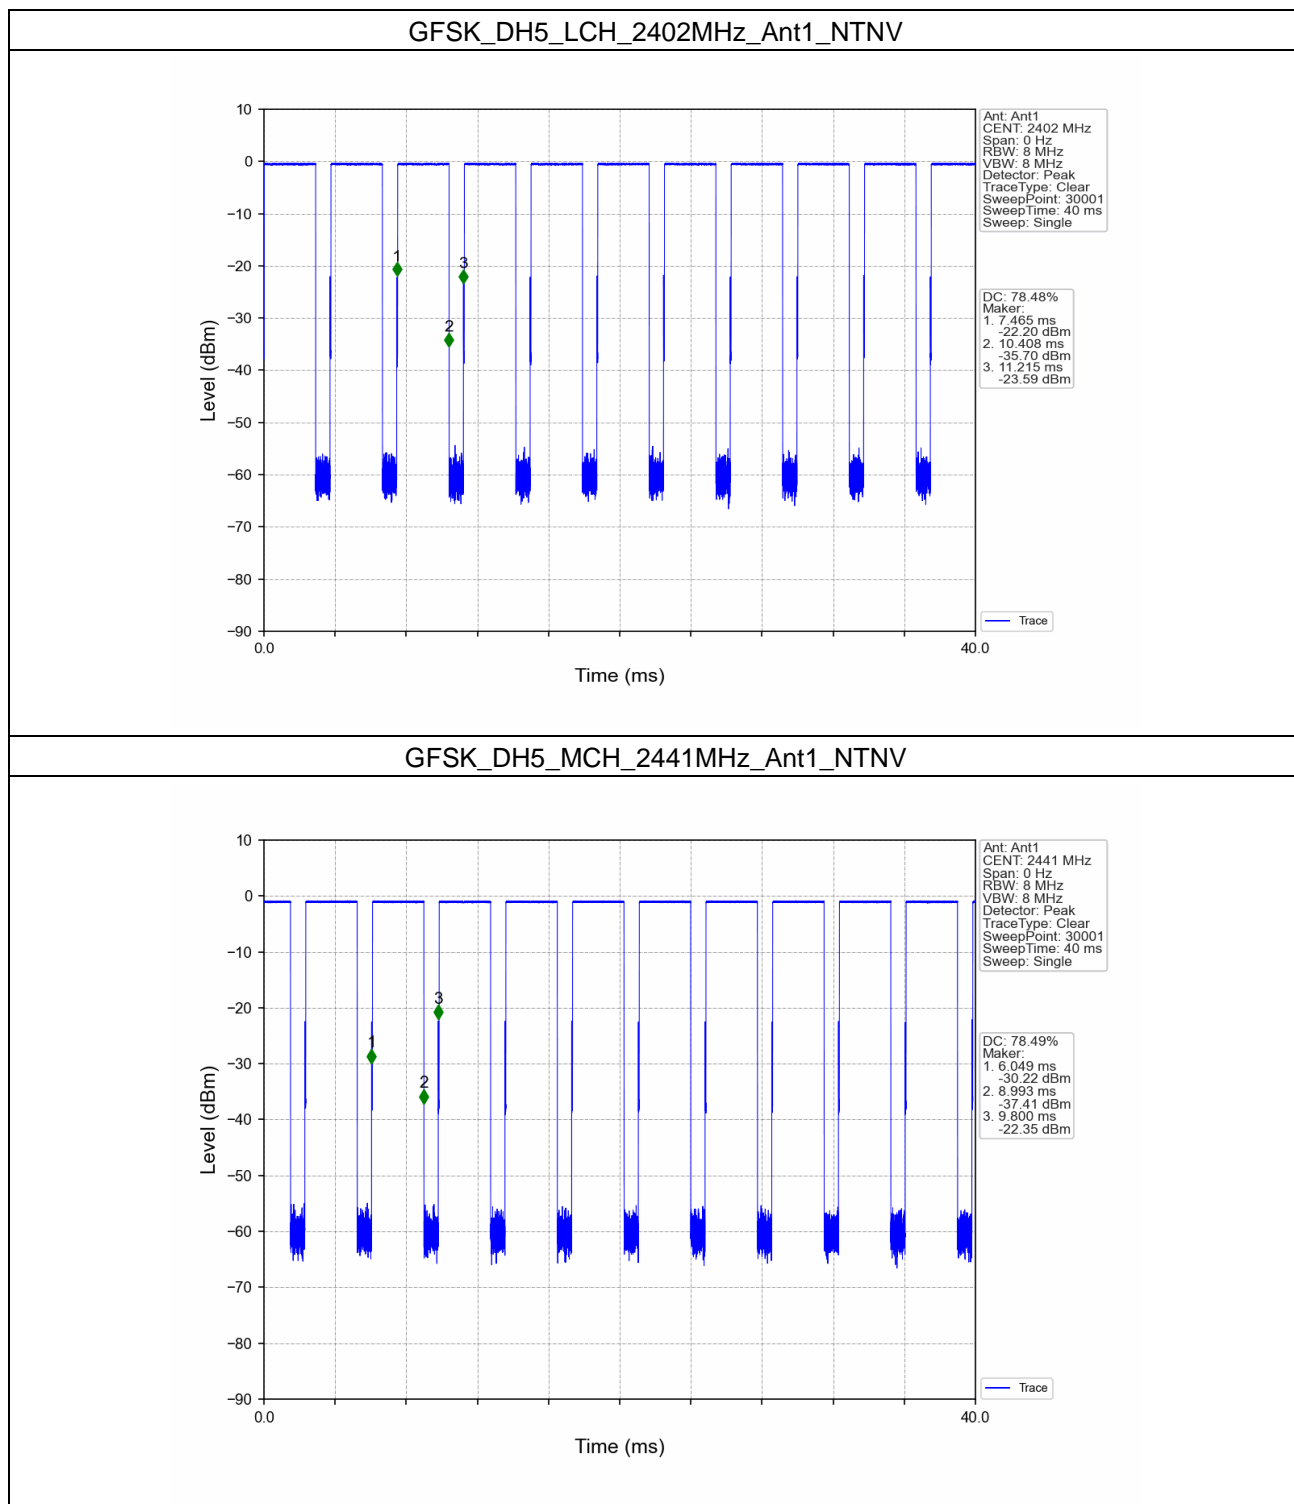 GFSK_DH5_LCH_2402MHz_Ant1_NTNV
10
0
−10
−20
−30
−40
−50
−60
−70
−80
−90
Level (dBm)
1
2
3
0.0
40.0
Time (ms)
Ant: Ant1
CENT: 2402 MHz
Span: 0 Hz
RBW: 8 MHz
VBW: 8 MHz
Detector: Peak
TraceType: Clear
SweepPoint: 30001
SweepTime: 40 ms
Sweep: Single
DC: 78.48%
Maker:
1. 7.465 ms
-22.20 dBm
2. 10.408 ms
-35.70 dBm
3. 11.215 ms
-23.59 dBm
Trace
GFSK_DH5_MCH_2441MHz_Ant1_NTNV
10
0
−10
−20
−30
−40
−50
−60
−70
−80
−90
Level (dBm)
1
2
3
0.0
40.0
Time (ms)
Ant: Ant1
CENT: 2441 MHz
Span: 0 Hz
RBW: 8 MHz
VBW: 8 MHz
Detector: Peak
TraceType: Clear
SweepPoint: 30001
SweepTime: 40 ms
Sweep: Single
DC: 78.49%
Maker:
1. 6.049 ms
-30.22 dBm
2. 8.993 ms
-37.41 dBm
3. 9.800 ms
-22.35 dBm
Trace